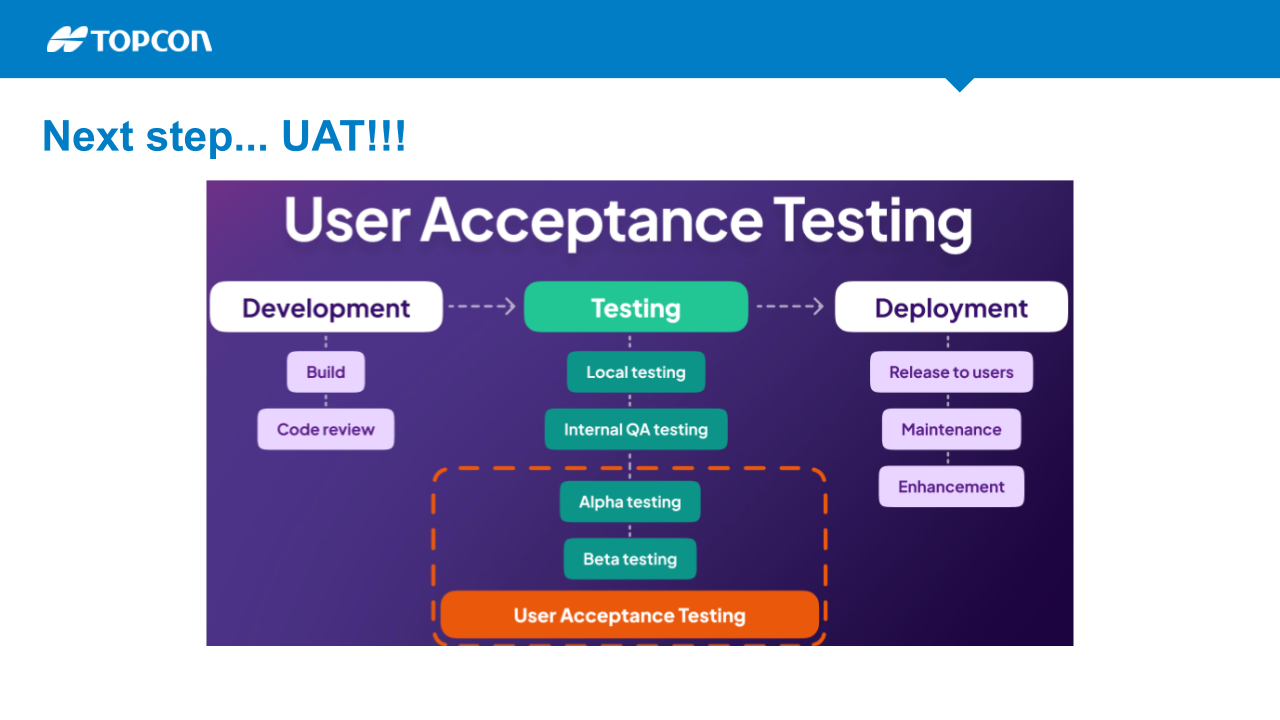 TOPCON
Next step... UAT!!!
User Acceptance Testing
Development
Testing
Deployment
Build
Local testing
Release to users
Code review
Internal QA testing
Maintenance
Alpha testing
Enhancement
Beta testing
User Acceptance Testing